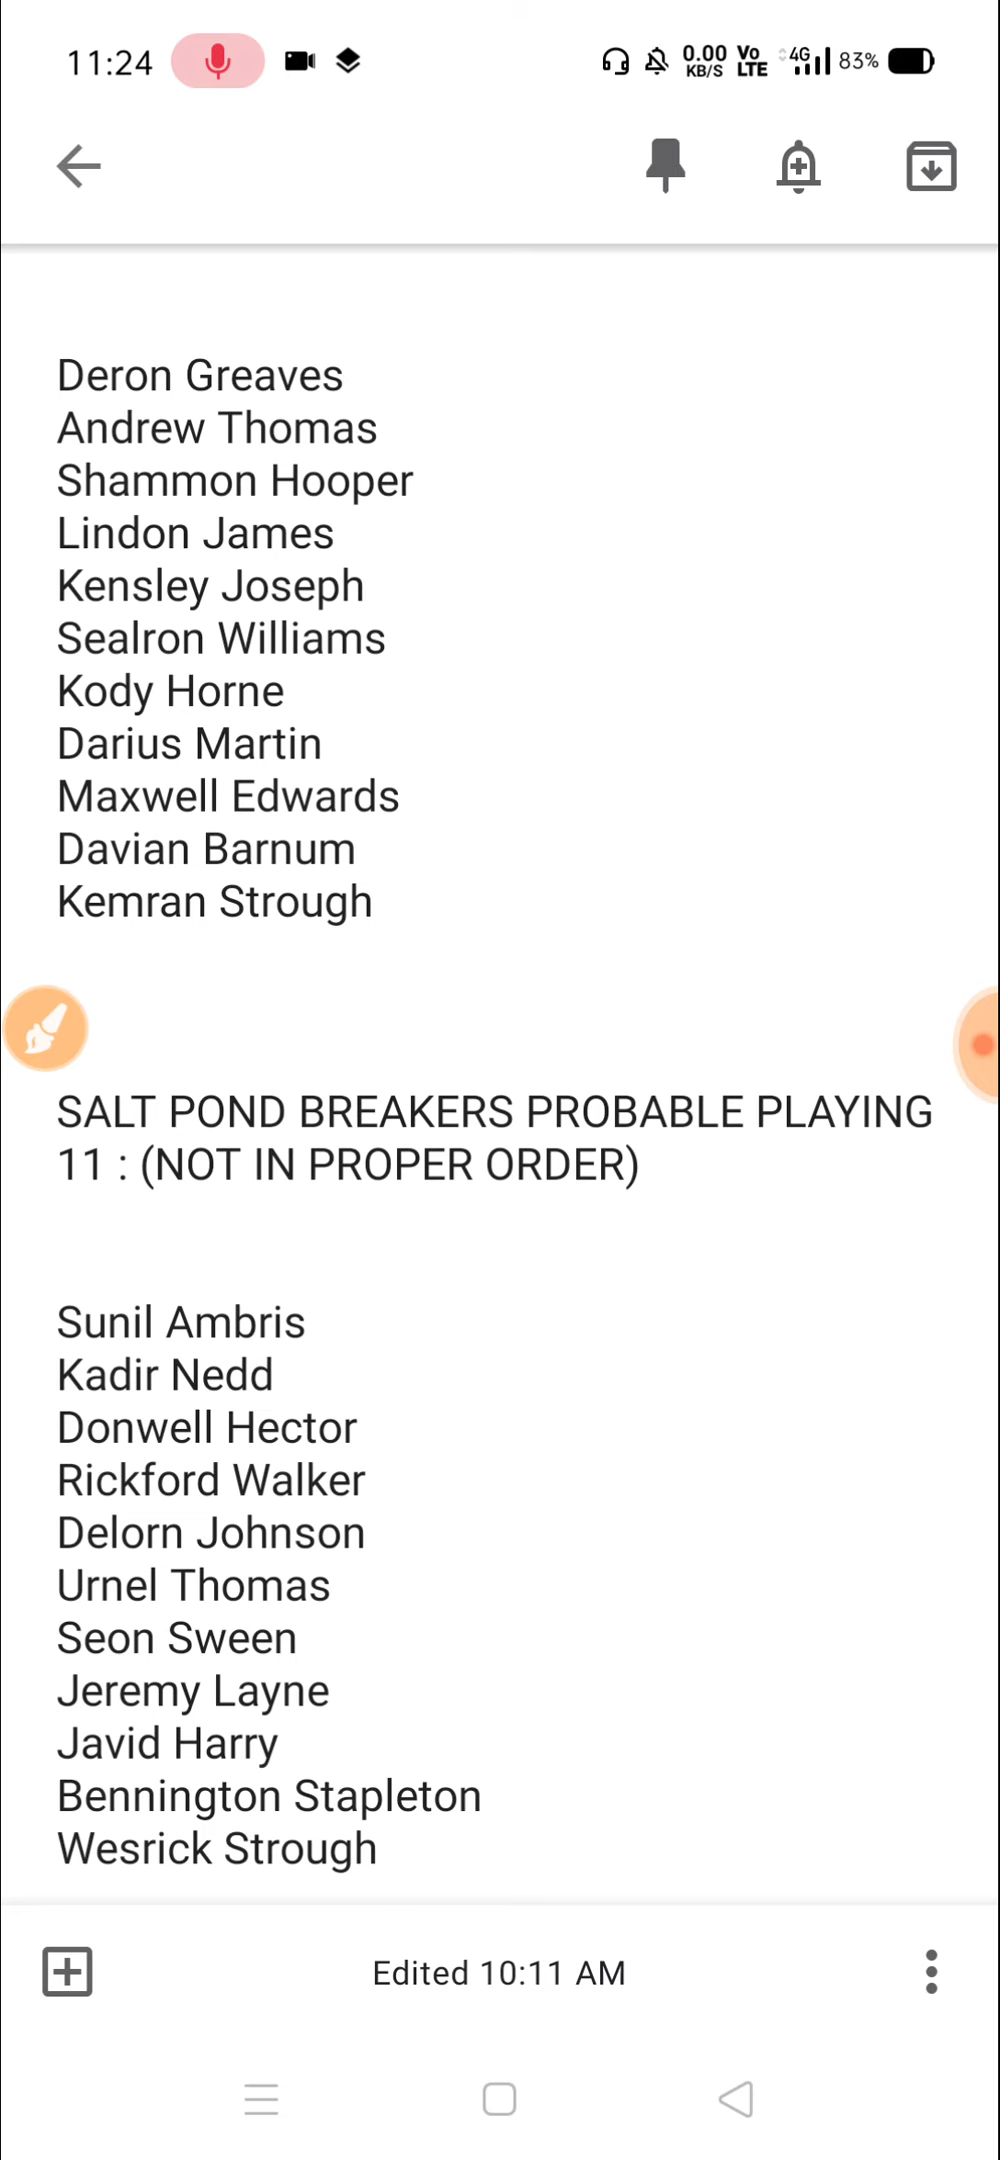 11:24
0.00 KB/S Vo LTE 4G 83%
Deron Greaves
Andrew Thomas
Shammon Hooper
Lindon James
Kensley Joseph
Sealron Williams
Kody Horne
Darius Martin
Maxwell Edwards
Davian Barnum
Kemran Strough
SALT POND BREAKERS PROBABLE PLAYING
11 : (NOT IN PROPER ORDER)
Sunil Ambris
Kadir Nedd
Donwell Hector
Rickford Walker
Delorn Johnson
Urnel Thomas
Seon Sween
Jeremy Layne
Javid Harry
Bennington Stapleton
Wesrick Strough
Edited 10:11 AM